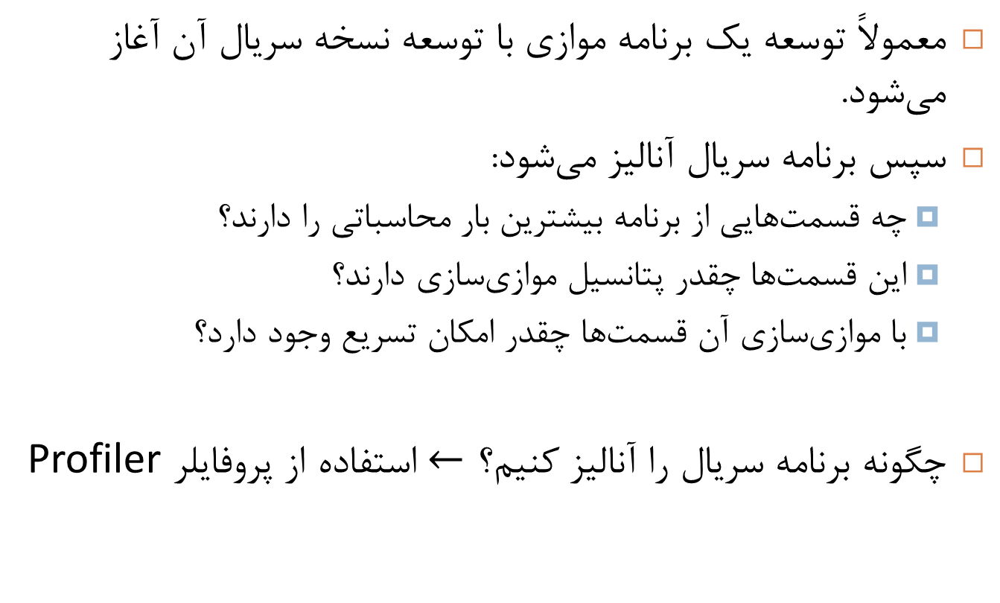 معمولاً توسعه یک برنامه موازی با توسعه نسخه سریال آن آغاز
می‌شود.
سپس برنامه سریال آنالیز می‌شود:
چه قسمت‌هایی از برنامه بیشترین بار محاسباتی را دارند؟
این قسمت‌ها چقدر پتانسیل موازی‌سازی دارند؟
با موازی‌سازی آن قسمت‌ها چقدر امکان تسریع وجود دارد؟
چگونه برنامه سریال را آنالیز کنیم؟ ← استفاده از پروفایلر Profiler